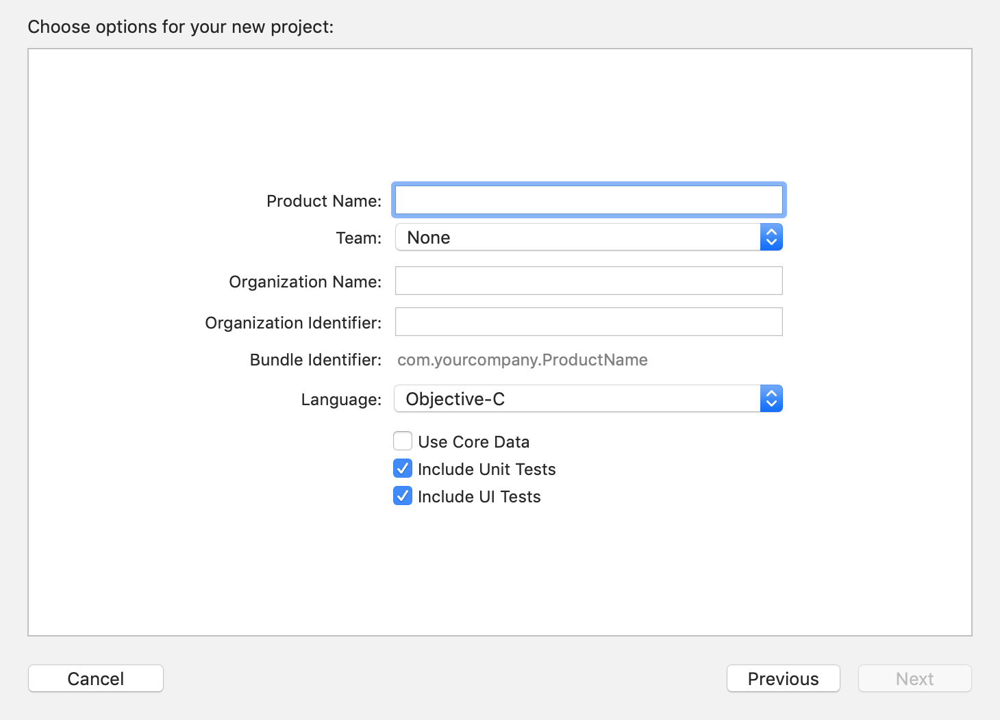 Choose options for your new project:
Product Name:
Team: None
Organization Name:
Organization Identifier:
Bundle Identifier: com.yourcompany.ProductName
Language: Objective-C
Use Core Data
Include Unit Tests
Include UI Tests
Cancel Previous Next